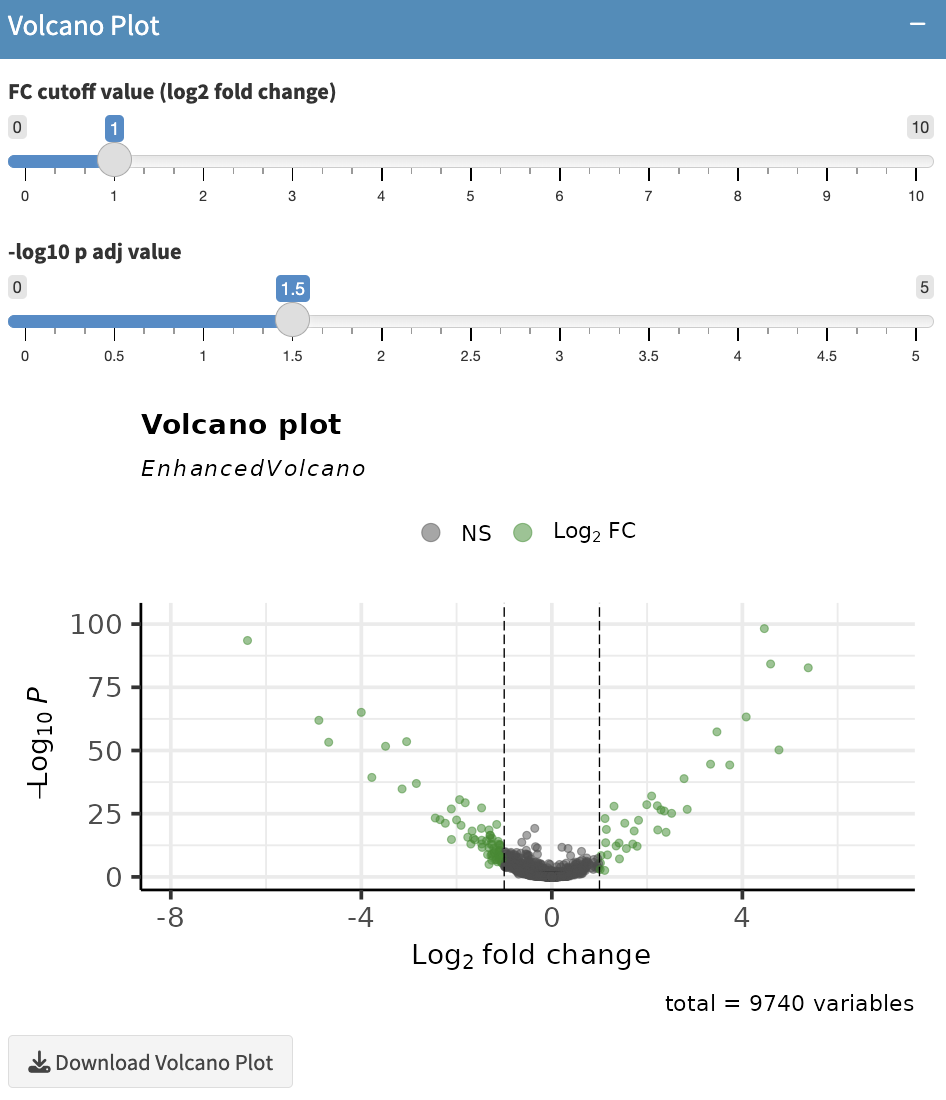 Volcano Plot −
FC cutoff value (log2 fold change)
0 1 10
0 1 2 3 4 5 6 7 8 9 10
-log10 p adj value
0 1.5 5
0 0.5 1 1.5 2 2.5 3 3.5 4 4.5 5
Volcano plot
EnhancedVolcano
NS Log₂ FC
100
75
50
25
0
−Log₁₀ P
-8 -4 0 4
Log₂ fold change
total = 9740 variables
Download Volcano Plot